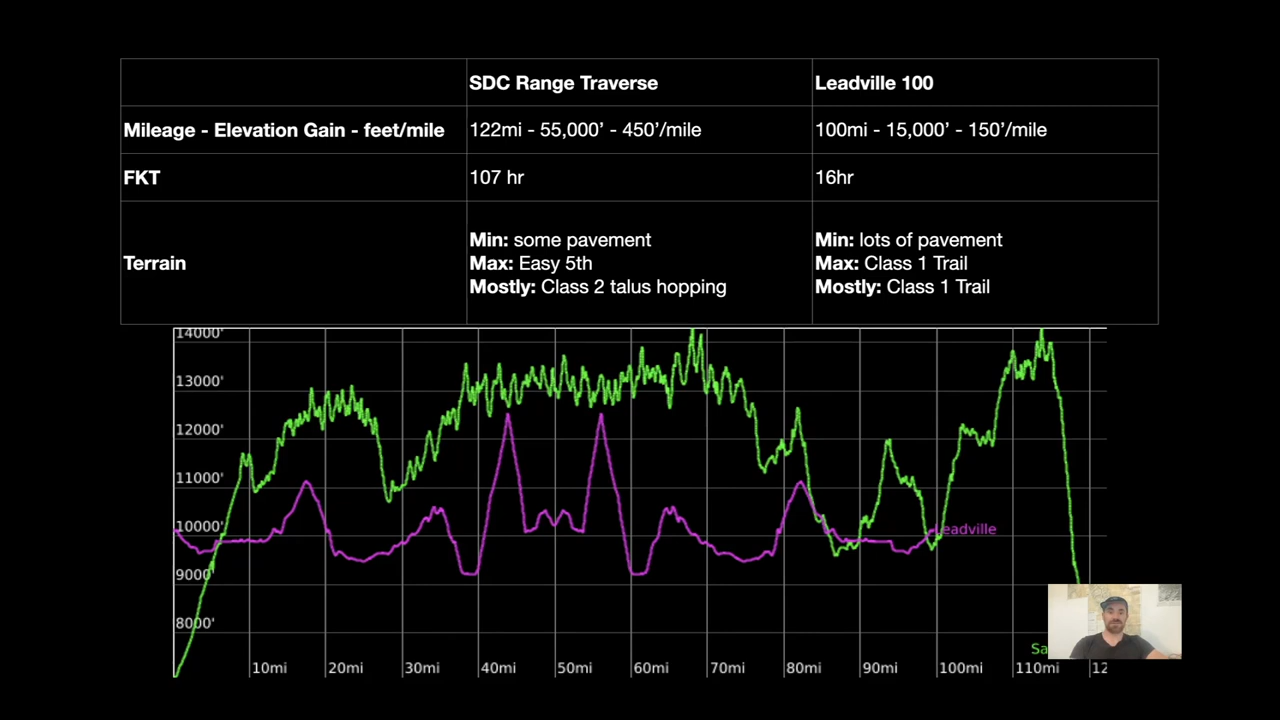 SDC Range Traverse
Leadville 100
Mileage - Elevation Gain - feet/mile
122mi - 55,000’ - 450’/mile
100mi - 15,000’ - 150’/mile
FKT
107 hr
16hr
Terrain
Min: some pavement
Max: Easy 5th
Mostly: Class 2 talus hopping
Min: lots of pavement
Max: Class 1 Trail
Mostly: Class 1 Trail
14000'
13000'
12000'
11000'
10000'
9000'
8000'
Leadville
Sa
10mi
20mi
30mi
40mi
50mi
60mi
70mi
80mi
90mi
100mi
110mi
12